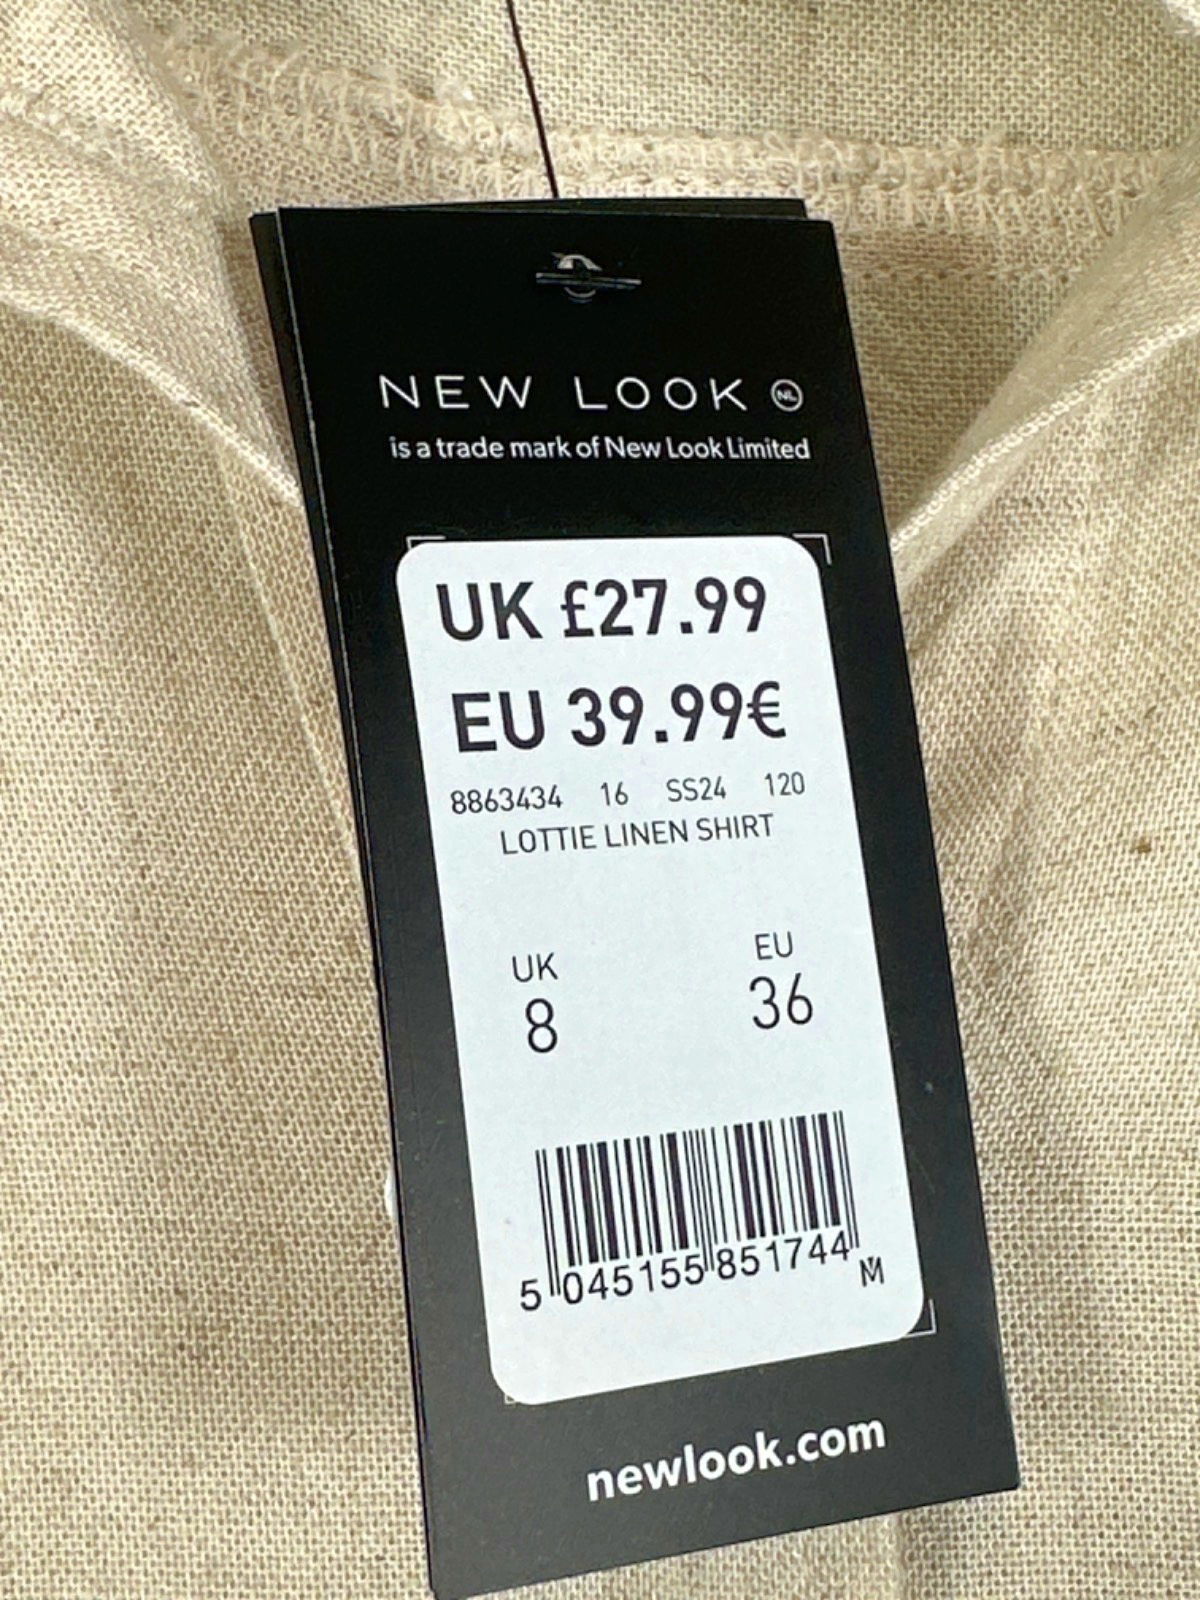 NEW LOOK NL
is a trade mark of New Look Limited
UK £27.99
EU 39.99€
8863434 16 SS24 120
LOTTIE LINEN SHIRT
UK EU
8 36
5 045155 851744 M
newlook.com